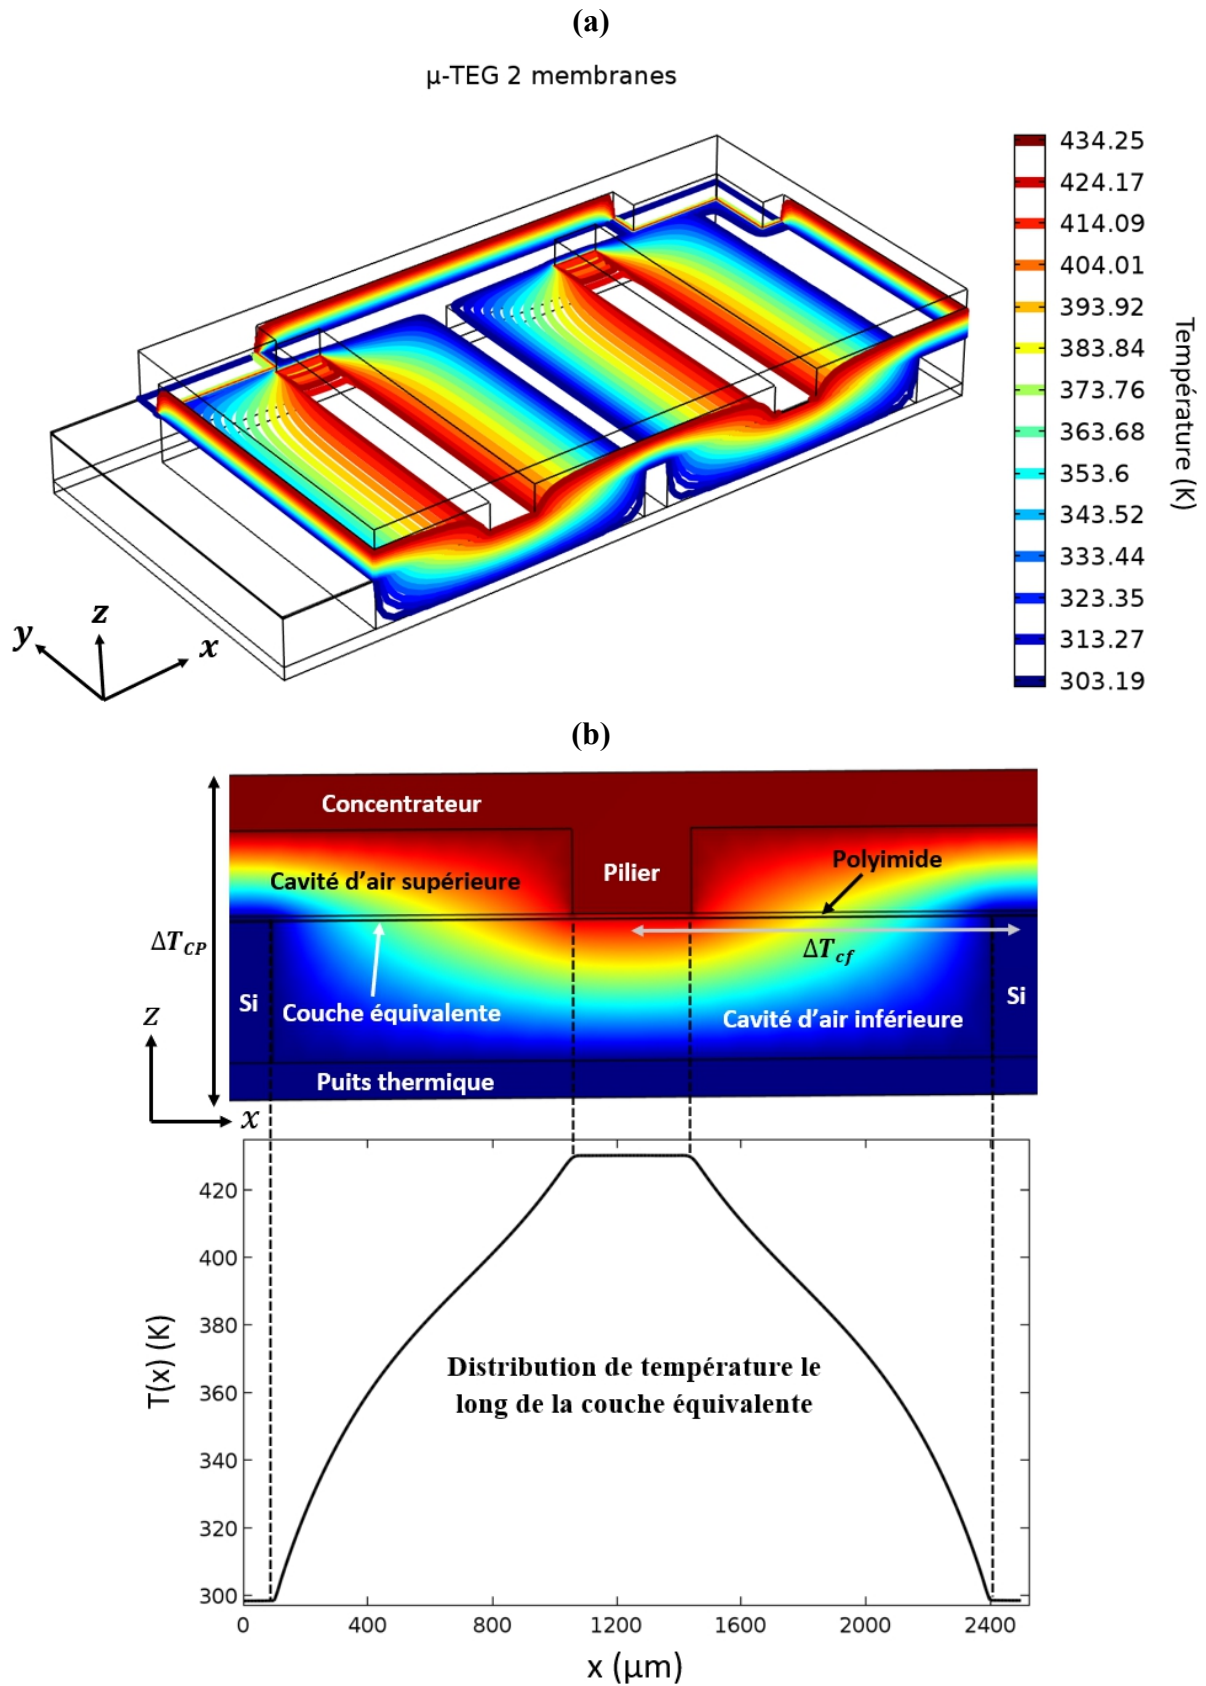 (a)
μ-TEG 2 membranes
434.25
424.17
414.09
404.01
393.92
383.84
373.76
363.68
353.6
343.52
333.44
323.35
313.27
303.19
Température (K)
y
z
x
(b)
Concentrateur
Polyimide
Pilier
Cavité d’air supérieure
ΔT_CP
ΔT_cf
Si
Si
Couche équivalente
Cavité d’air inférieure
Z
Puits thermique
x
T(x) (K)
420
400
380
360
340
320
300
Distribution de température le
long de la couche équivalente
0
400
800
1200
1600
2000
2400
x (μm)